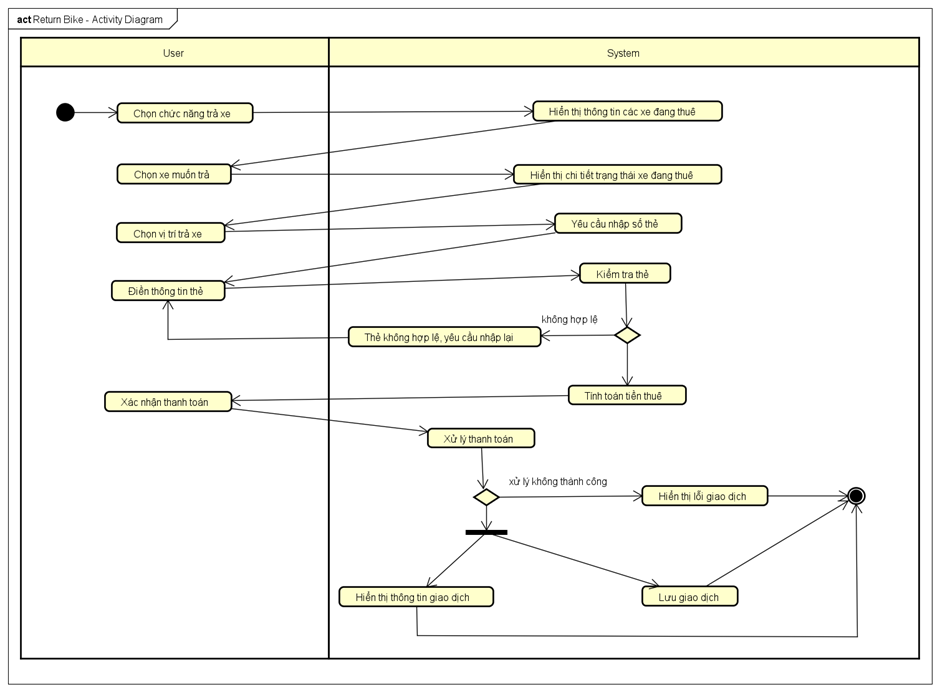 act Return Bike - Activity Diagram
User
System
Chọn chức năng trả xe
Hiển thị thông tin các xe đang thuê
Chọn xe muốn trả
Hiển thị chi tiết trạng thái xe đang thuê
Chọn vị trí trả xe
Yêu cầu nhập số thẻ
Điền thông tin thẻ
Kiểm tra thẻ
không hợp lệ
Thẻ không hợp lệ, yêu cầu nhập lại
Xác nhận thanh toán
Tính toán tiền thuê
Xử lý thanh toán
xử lý không thành công
Hiển thị lỗi giao dịch
Hiển thị thông tin giao dịch
Lưu giao dịch